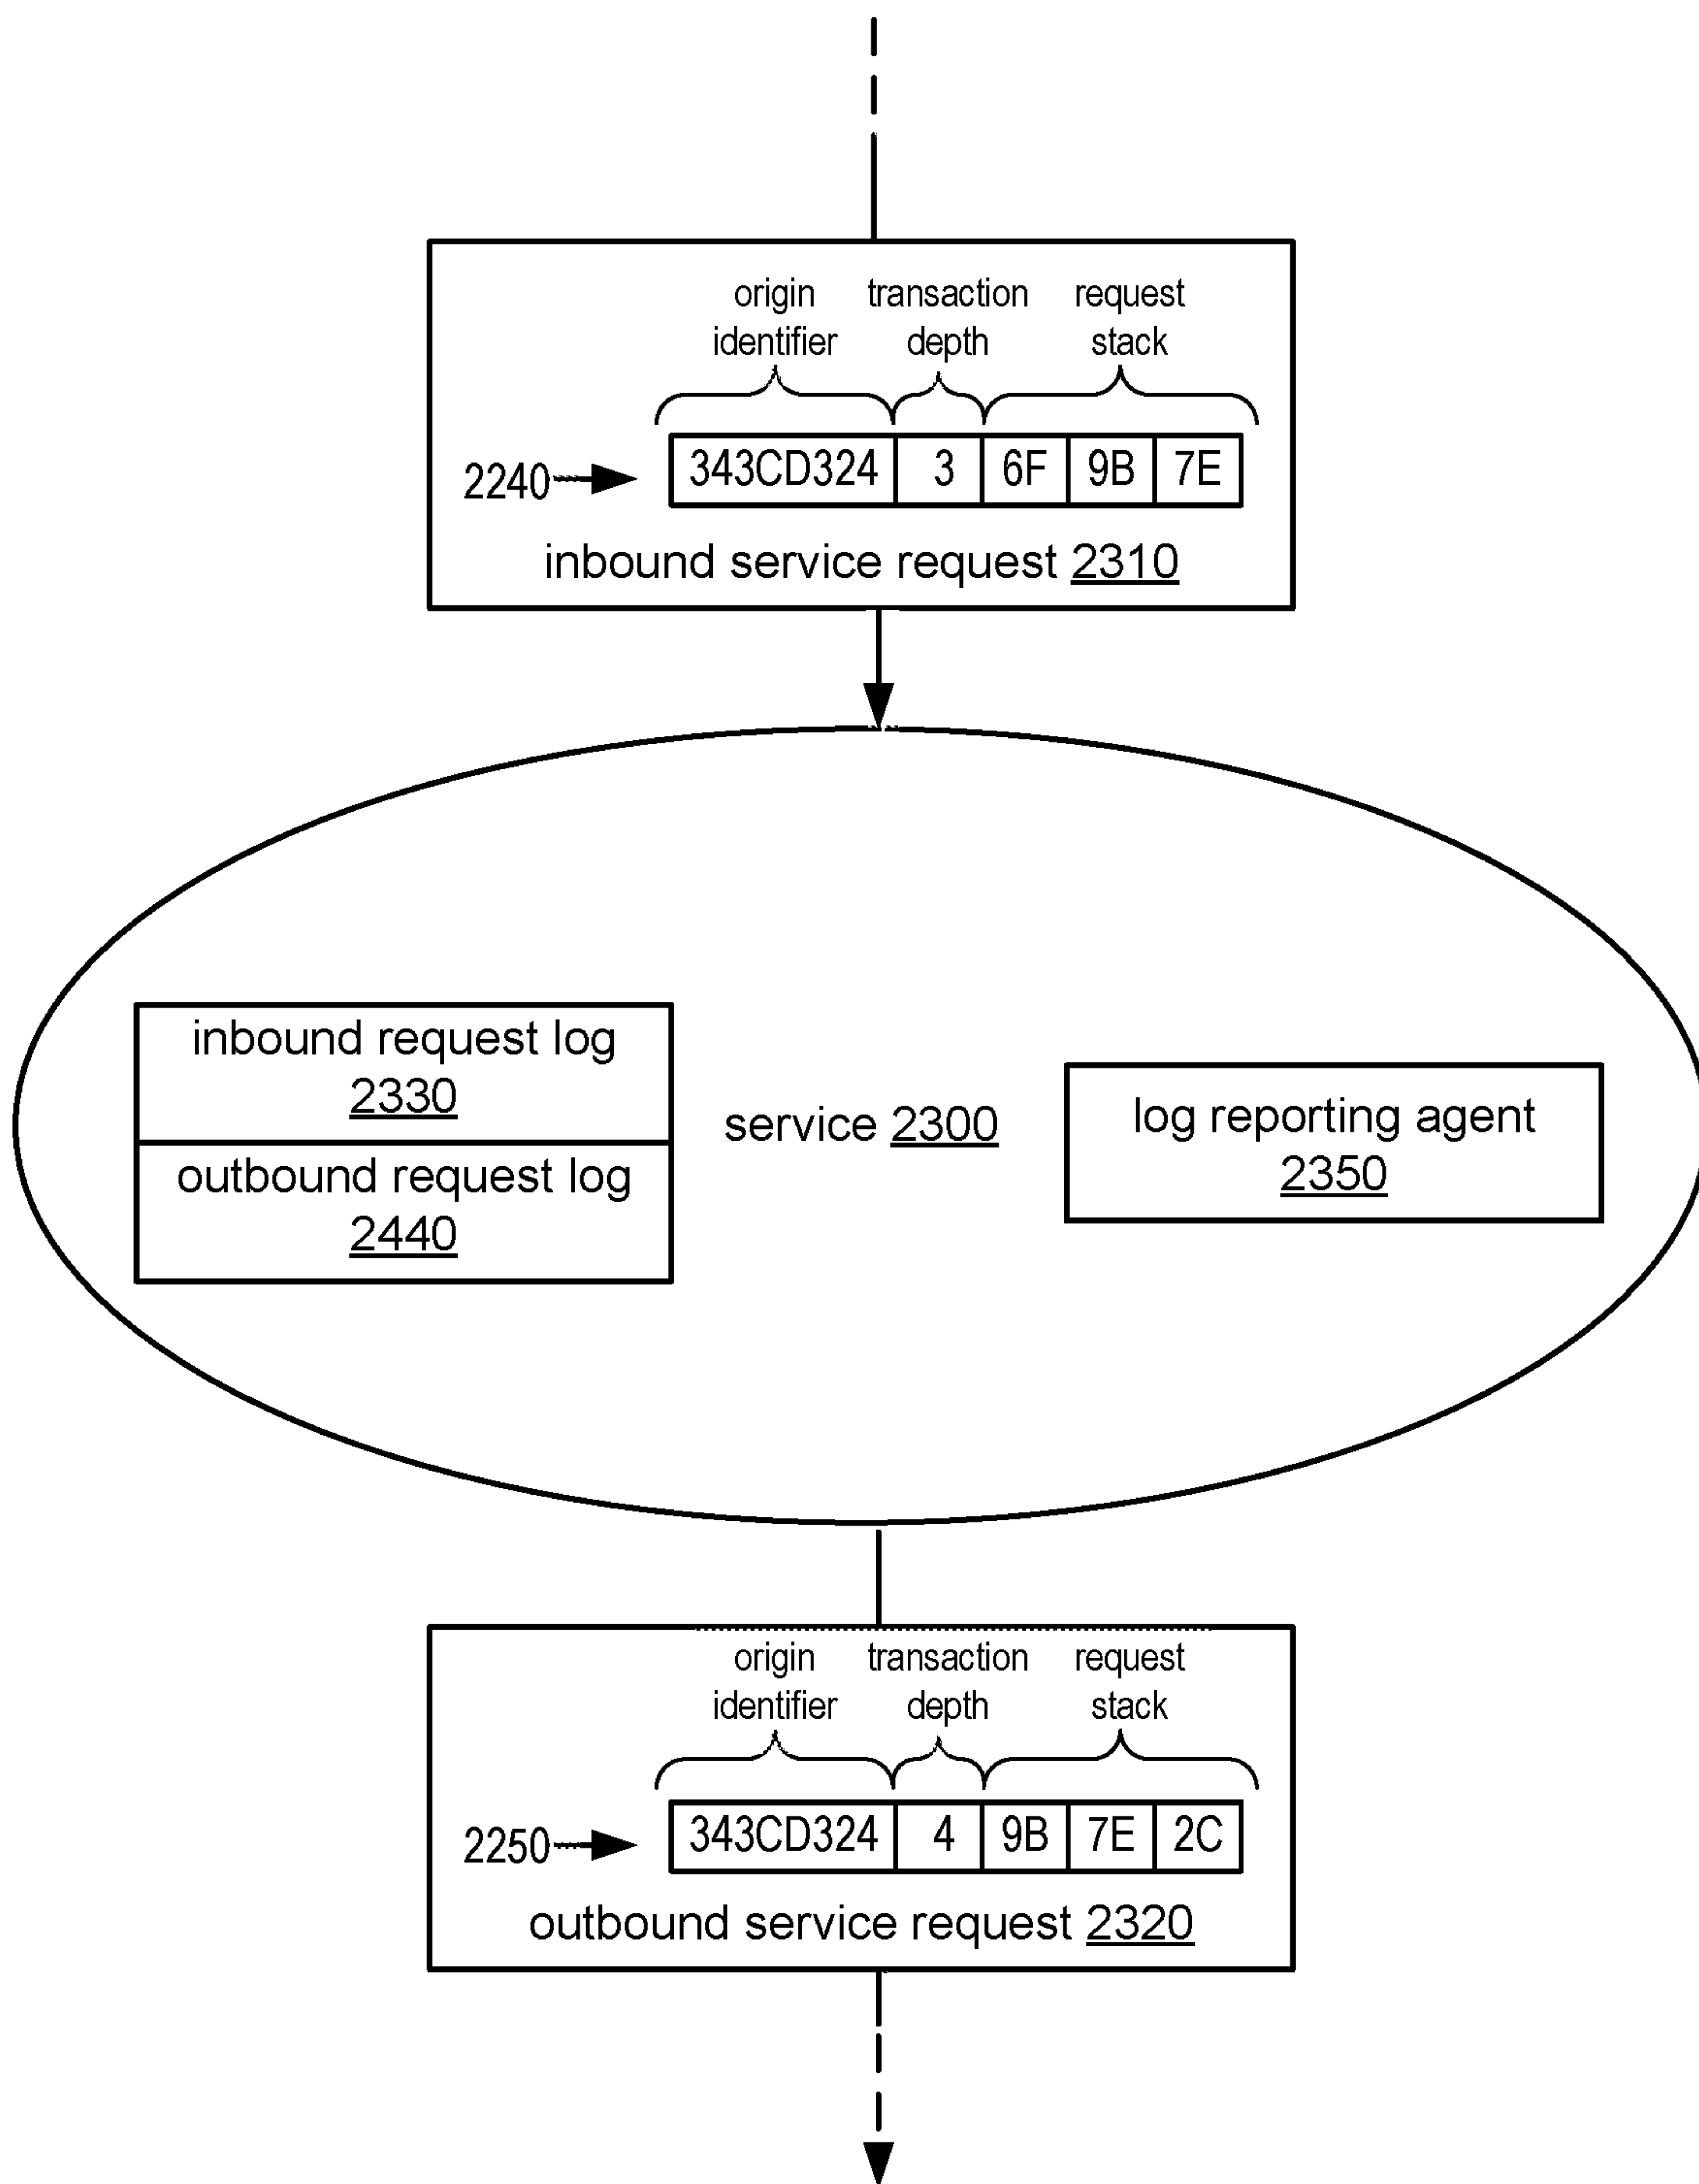 origin transaction request
identifier depth stack
2240 343CD324 3 6F 9B 7E
inbound service request 2310
inbound request log
2330
outbound request log
2440
service 2300
log reporting agent
2350
origin transaction request
identifier depth stack
2250 343CD324 4 9B 7E 2C
outbound service request 2320